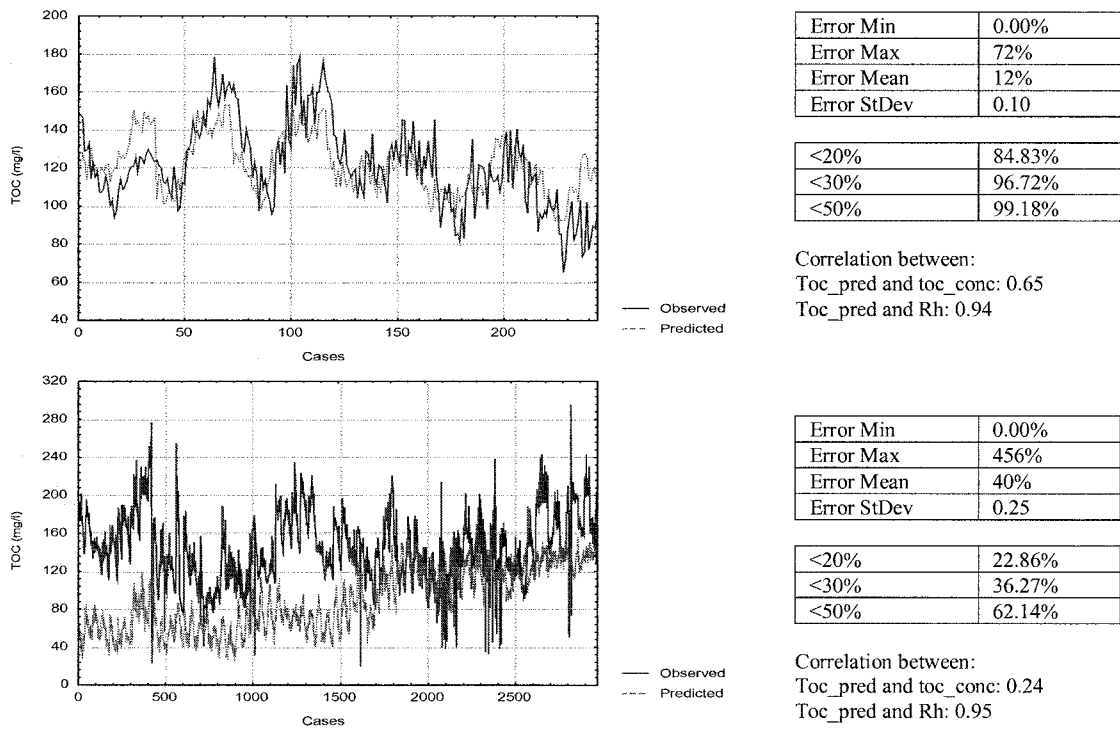 200
180
160
140
120
100
80
60
40
TOC (mg/l)
0 50 100 150 200
Cases
Observed
Predicted
Error Min 0.00%
Error Max 72%
Error Mean 12%
Error StDev 0.10
<20% 84.83%
<30% 96.72%
<50% 99.18%
Correlation between:
Toc_pred and toc_conc: 0.65
Toc_pred and Rh: 0.94
320
280
240
200
160
120
80
40
0
TOC (mg/l)
0 500 1000 1500 2000 2500
Cases
Observed
Predicted
Error Min 0.00%
Error Max 456%
Error Mean 40%
Error StDev 0.25
<20% 22.86%
<30% 36.27%
<50% 62.14%
Correlation between:
Toc_pred and toc_conc: 0.24
Toc_pred and Rh: 0.95